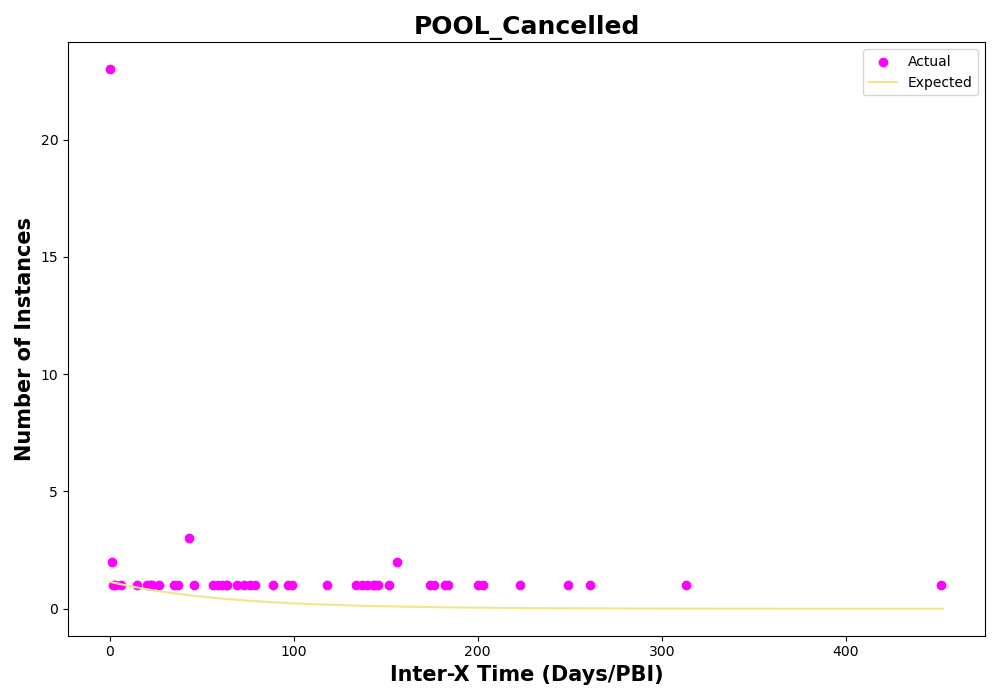 POOL_Cancelled
Actual
Expected
20
15
10
5
0
Number of Instances
0 100 200 300 400
Inter-X Time (Days/PBI)